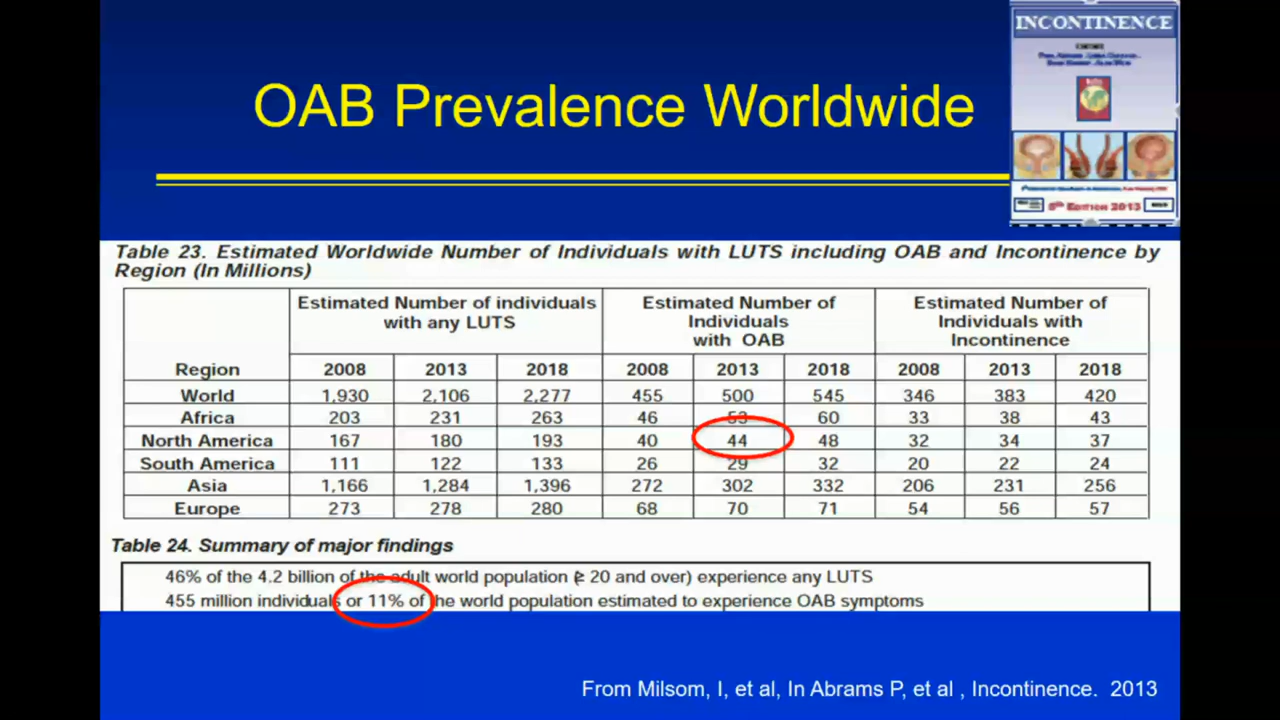 INCONTINENCE
5th EDITION 2013
OAB Prevalence Worldwide
Table 23. Estimated Worldwide Number of Individuals with LUTS including OAB and Incontinence by
Region (In Millions)
Estimated Number of individuals with any LUTS
Estimated Number of Individuals with OAB
Estimated Number of Individuals with Incontinence
Region 2008 2013 2018 2008 2013 2018 2008 2013 2018
World 1,930 2,106 2,277 455 500 545 346 383 420
Africa 203 231 263 46 53 60 33 38 43
North America 167 180 193 40 44 48 32 34 37
South America 111 122 133 26 29 32 20 22 24
Asia 1,166 1,284 1,396 272 302 332 206 231 256
Europe 273 278 280 68 70 71 54 56 57
Table 24. Summary of major findings
46% of the 4.2 billion of the adult world population (≥ 20 and over) experience any LUTS
455 million individuals or 11% of the world population estimated to experience OAB symptoms
From Milsom, I, et al, In Abrams P, et al , Incontinence. 2013